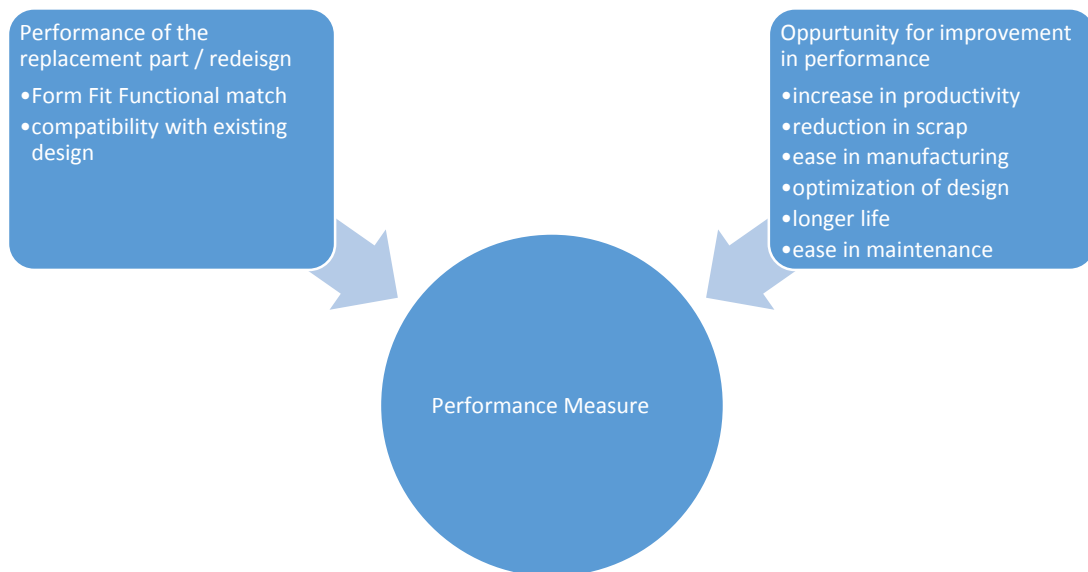 Performance of the
replacement part / redeisgn
•Form Fit Functional match
•compatibility with existing
design
Oppurtunity for improvement
in performance
•increase in productivity
•reduction in scrap
•ease in manufacturing
•optimization of design
•longer life
•ease in maintenance
Performance Measure